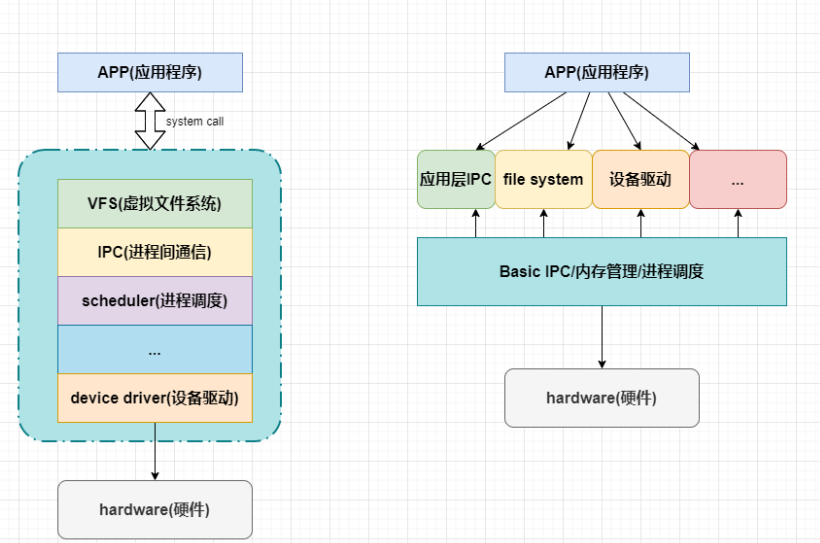 APP(应用程序)
system call
VFS(虚拟文件系统)
IPC(进程间通信)
scheduler(进程调度)
...
device driver(设备驱动)
hardware(硬件)
APP(应用程序)
应用层IPC
file system
设备驱动
...
Basic IPC/内存管理/进程调度
hardware(硬件)